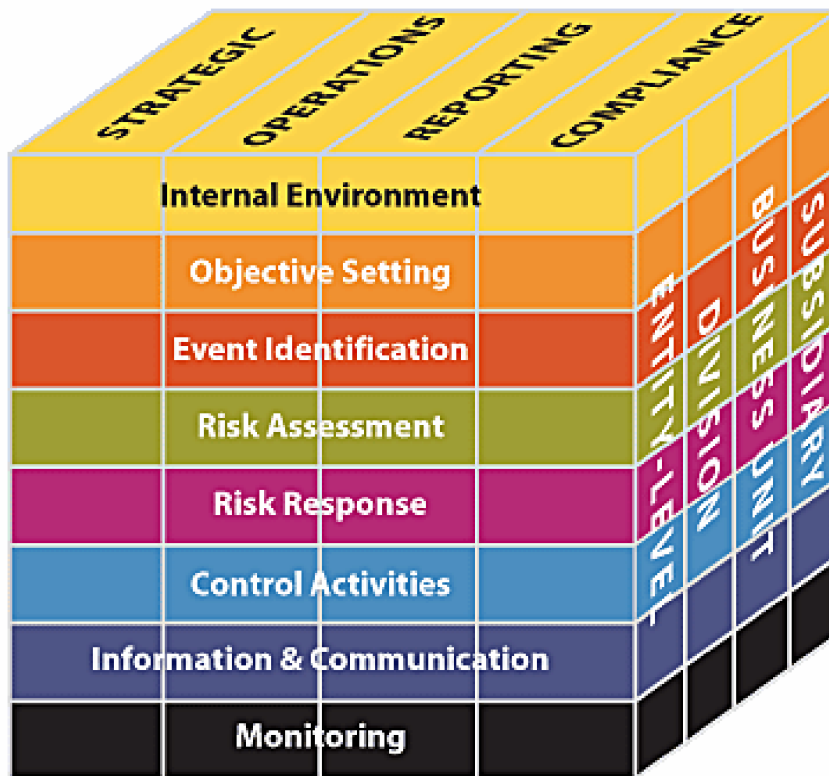 STRATEGIC
OPERATIONS
REPORTING
COMPLIANCE
Internal Environment
Objective Setting
Event Identification
Risk Assessment
Risk Response
Control Activities
Information & Communication
Monitoring
ENTITY-LEVEL
DIVISION
BUSINESS UNIT
SUBSIDIARY